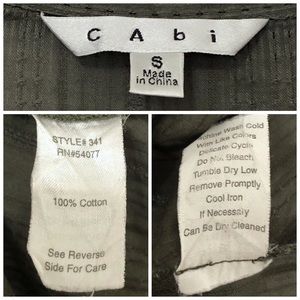 CAbi
S
Made
in China
STYLE# 341
RN#54077
100% Cotton
See Reverse
Side For Care
Wash Cold
With Like Colors
Delicate Cycle
Do Not Bleach
Tumble Dry Low
Remove Promptly
Cool Iron
If Necessary
Can Be Dry Cleaned